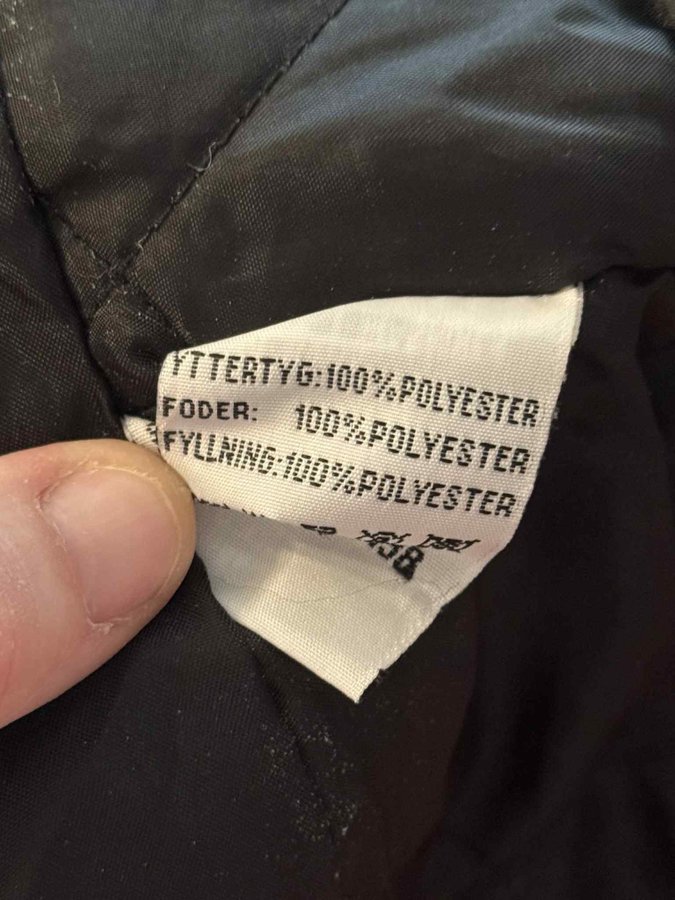 YTTERTYG:100%POLYESTER
FODER: 100%POLYESTER
FYLLNING:100%POLYESTER